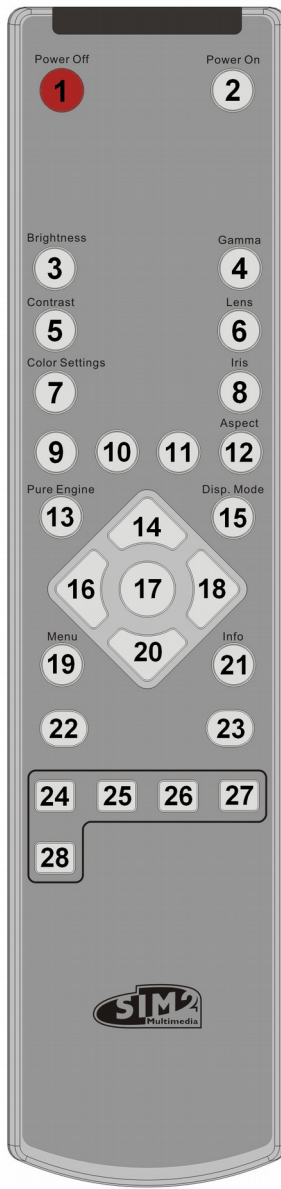 Power Off Power On
1 2
Brightness Gamma
3 4
Contrast Lens
5 6
Color Settings Iris
7 8
Aspect
9 10 11 12
Pure Engine Disp. Mode
13 14 15
16 17 18
Menu 20 Info
19 21
22 23
24 25 26 27
28
SIM2
Multimedia